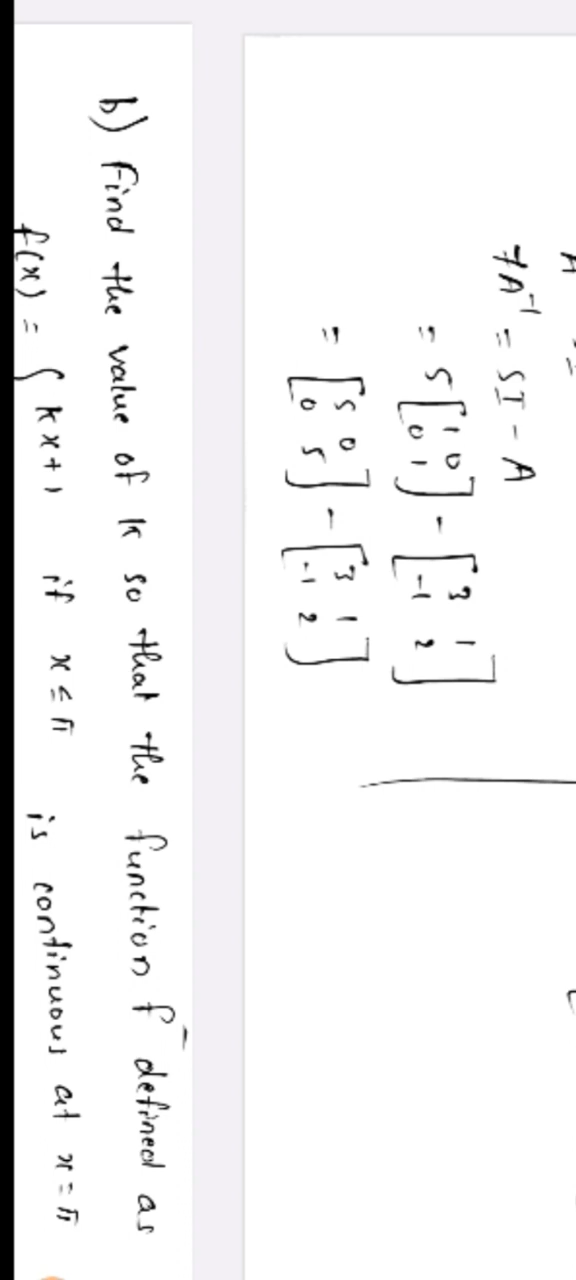 7A⁻¹ = 5I - A
= 5 [1 0
0 1] - [3 1
-1 2]
= [5 0
0 5] - [3 1
-1 2]
b) Find the value of k so that the function f defined as
f(x) = { kx+1 if x ≤ π is continuous at x = π